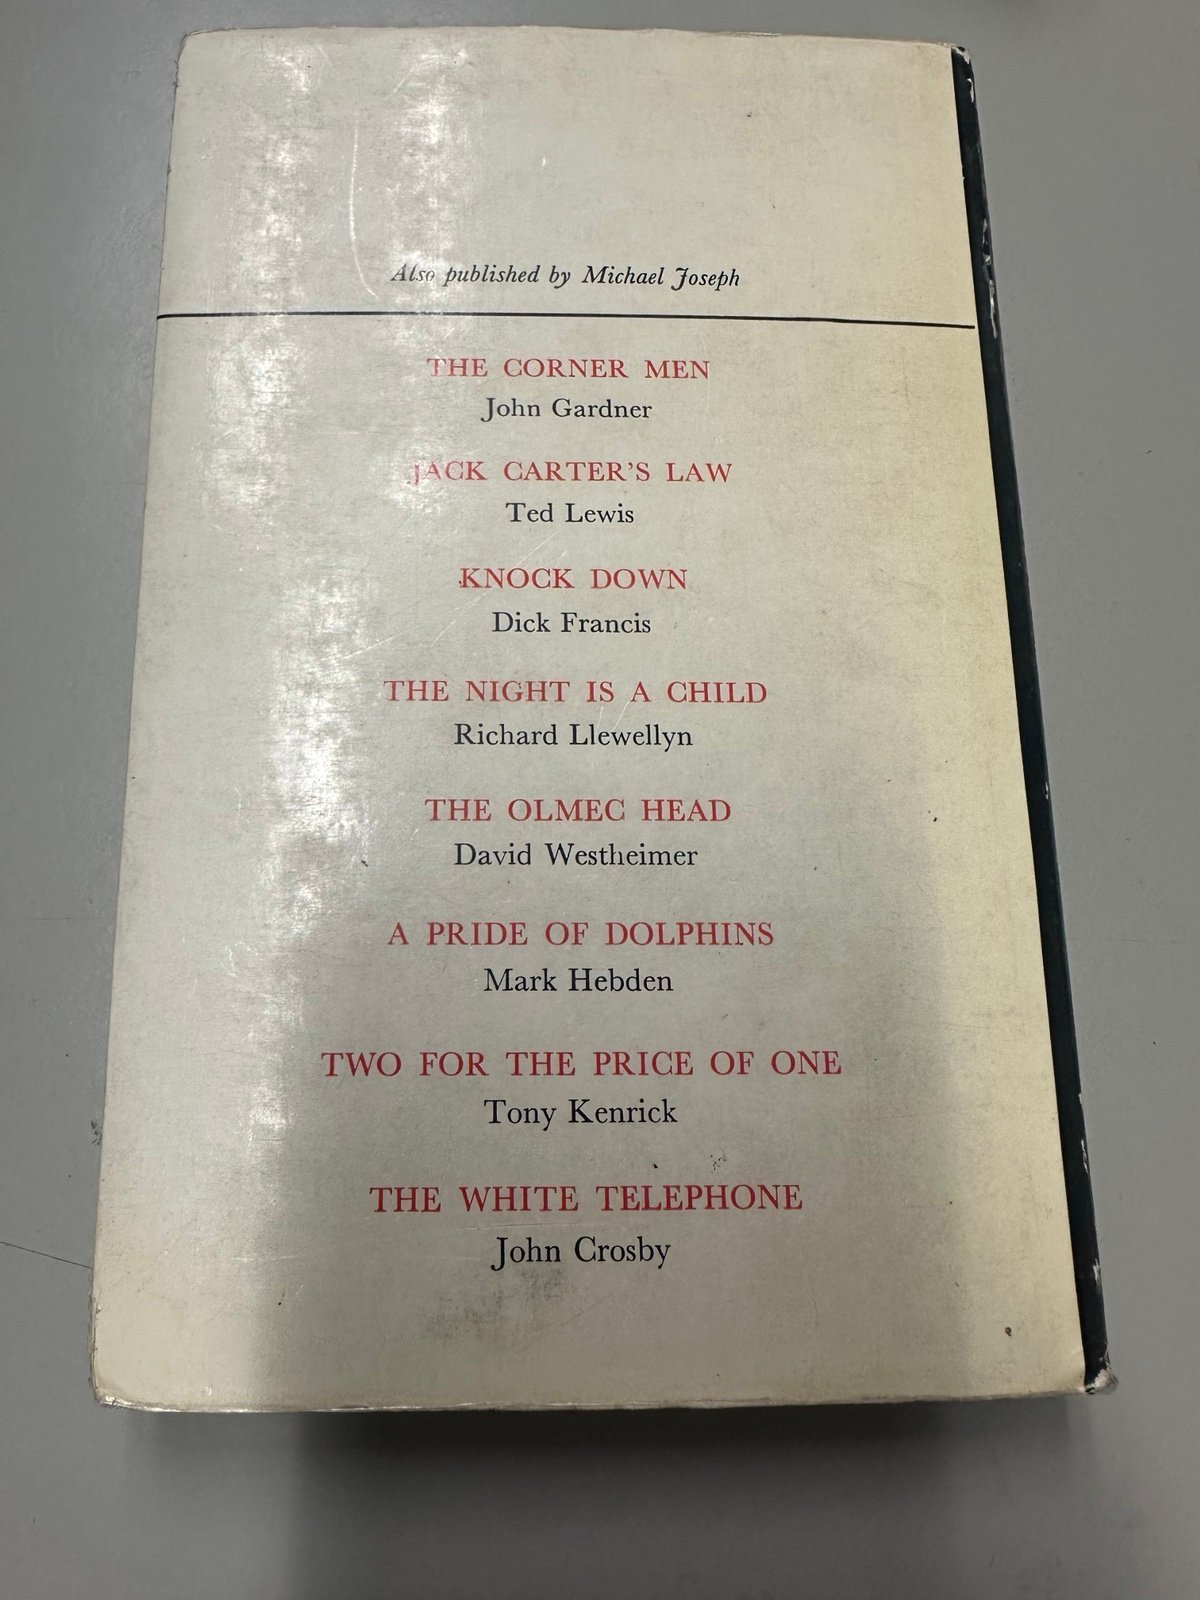 Also published by Michael Joseph
THE CORNER MEN
John Gardner
JACK CARTER'S LAW
Ted Lewis
KNOCK DOWN
Dick Francis
THE NIGHT IS A CHILD
Richard Llewellyn
THE OLMEC HEAD
David Westheimer
A PRIDE OF DOLPHINS
Mark Hebden
TWO FOR THE PRICE OF ONE
Tony Kenrick
THE WHITE TELEPHONE
John Crosby